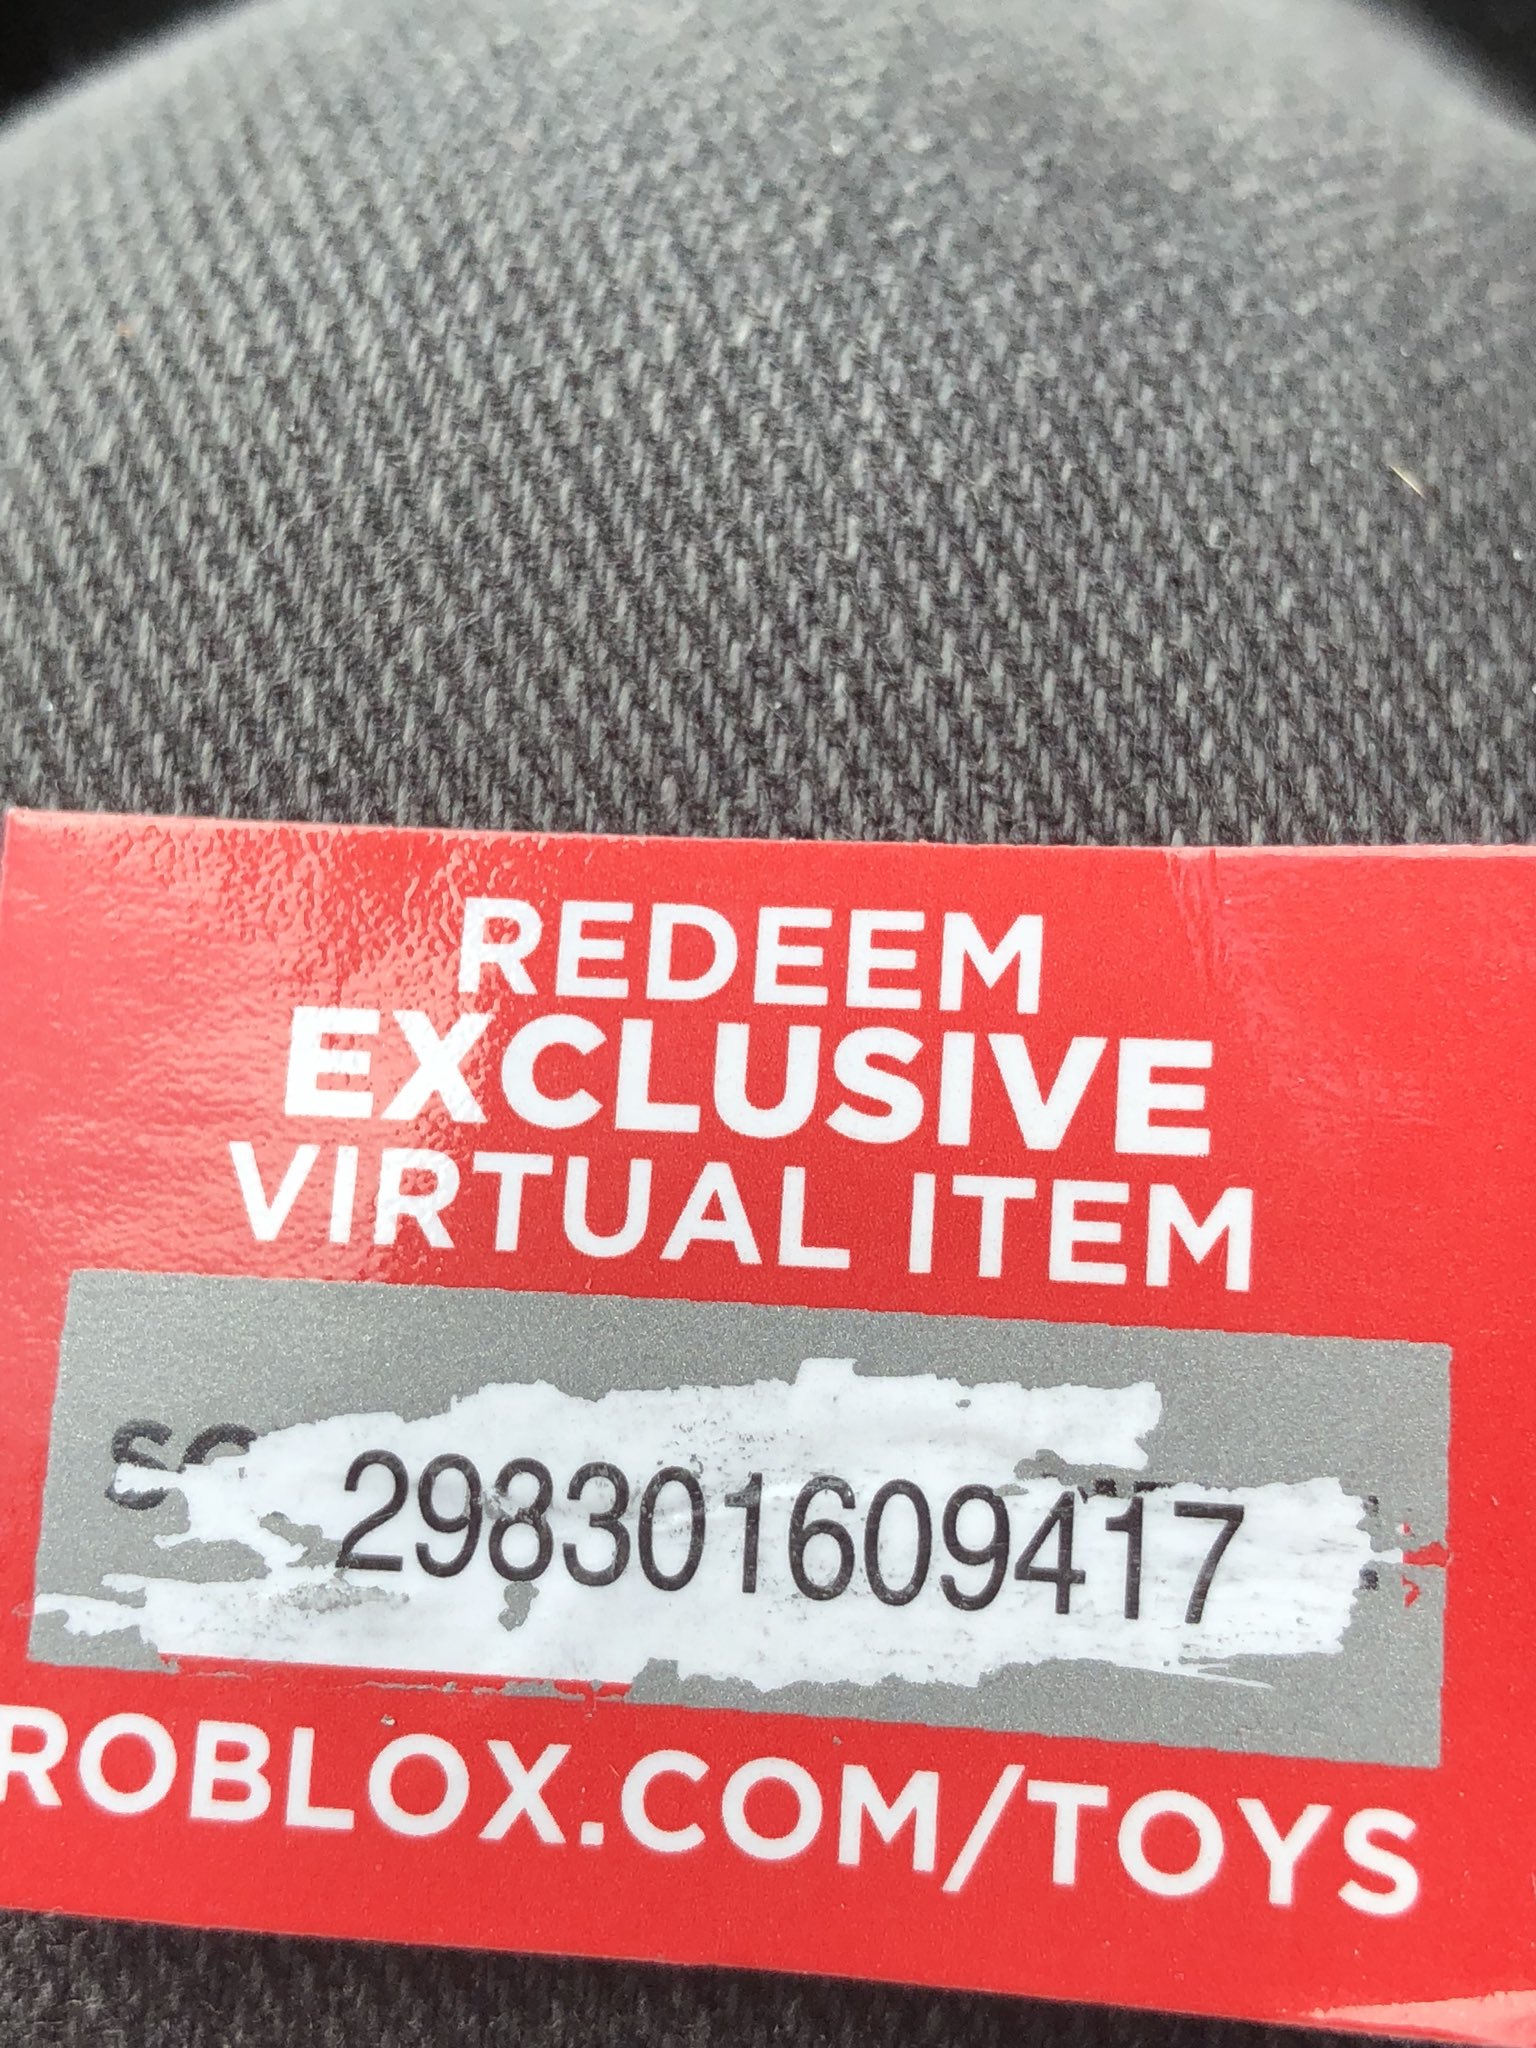 REDEEM
EXCLUSIVE
VIRTUAL ITEM
298301609417
ROBLOX.COM/TOYS